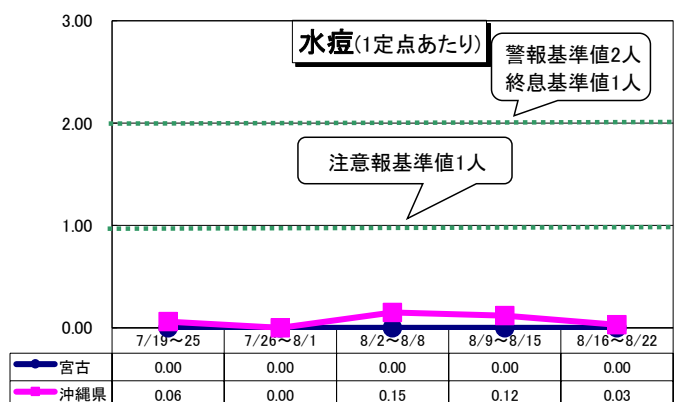 3.00
水痘(1定点あたり)
警報基準値2人
終息基準値1人
2.00
注意報基準値1人
1.00
0.00
7/19～25 7/26～8/1 8/2～8/8 8/9～8/15 8/16～8/22
宮古 0.00 0.00 0.00 0.00 0.00
沖縄県 0.06 0.00 0.15 0.12 0.03